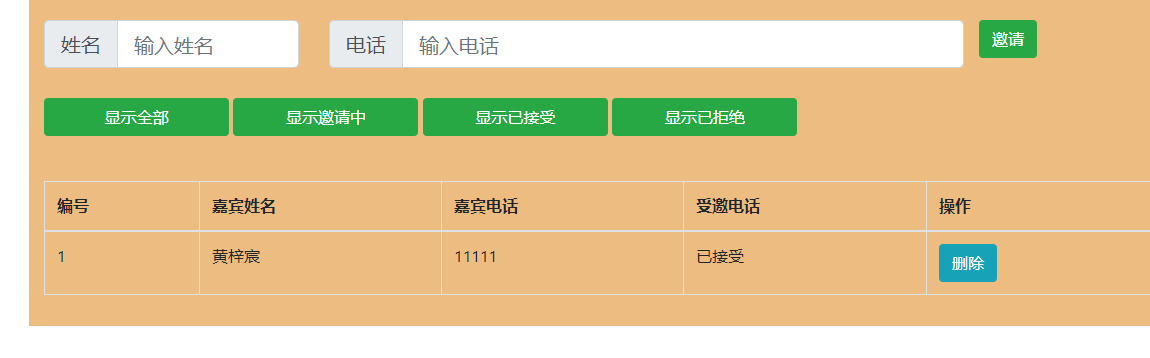 姓名 输入姓名 电话 输入电话 邀请
显示全部 显示邀请中 显示已接受 显示已拒绝
编号 嘉宾姓名 嘉宾电话 受邀电话 操作
1 黄梓宸 11111 已接受 删除